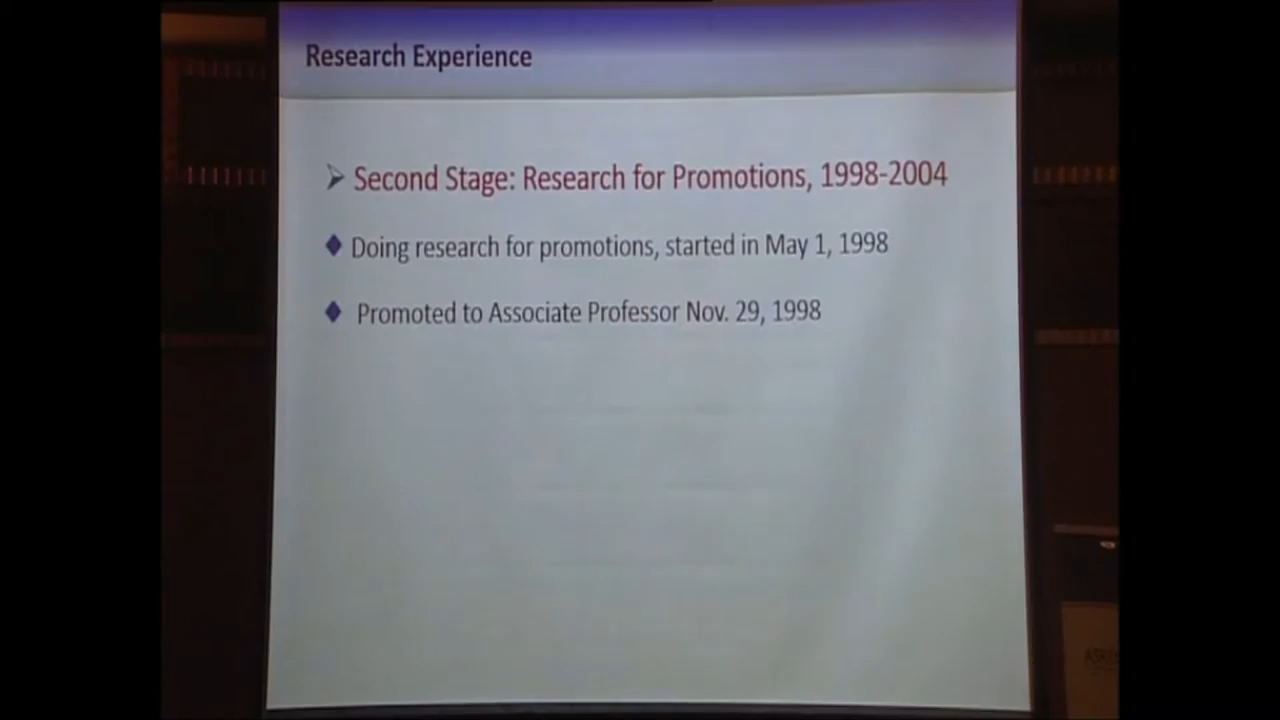 Research Experience
Second Stage: Research for Promotions, 1998-2004
Doing research for promotions, started in May 1, 1998
Promoted to Associate Professor Nov. 29, 1998